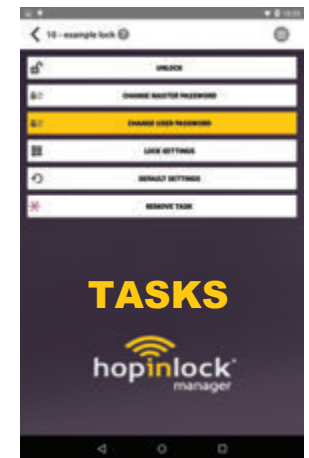 10 - example lock ?
UNLOCK
CHANGE MASTER PASSWORD
CHANGE USER PASSWORD
LOCK SETTINGS
DEFAULT SETTINGS
REMOVE TASK
TASKS
hopinlock
manager